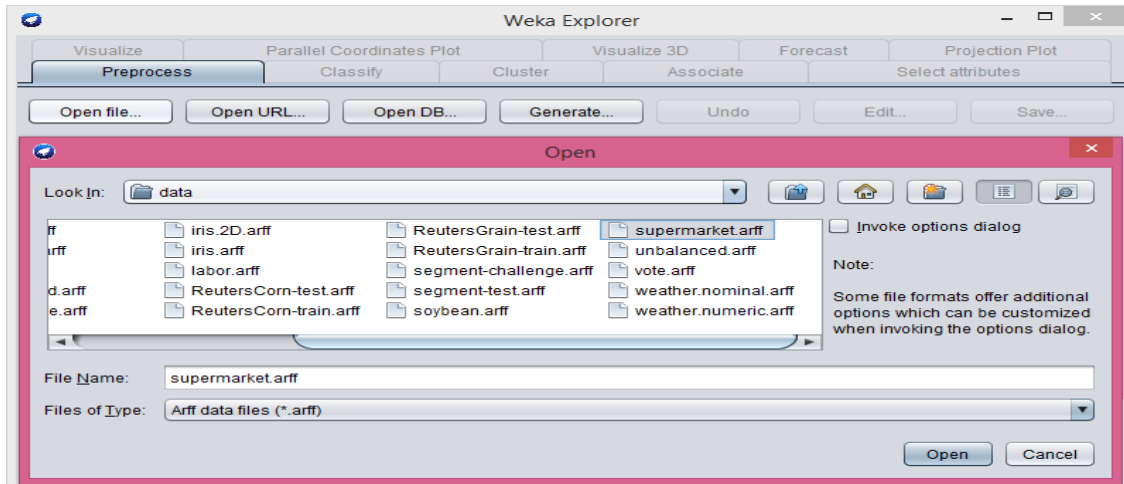 Weka Explorer
Visualize Parallel Coordinates Plot Visualize 3D Forecast Projection Plot
Preprocess Classify Cluster Associate Select attributes
Open file... Open URL... Open DB... Generate... Undo Edit... Save...
Open
Look In: data
ff iris.2D.arff ReutersGrain-test.arff supermarket.arff
arff iris.arff ReutersGrain-train.arff unbalanced.arff
labor.arff segment-challenge.arff vote.arff
d.arff ReutersCorn-test.arff segment-test.arff weather.nominal.arff
e.arff ReutersCorn-train.arff soybean.arff weather.numeric.arff
Invoke options dialog
Note:
Some file formats offer additional
options which can be customized
when invoking the options dialog.
File Name: supermarket.arff
Files of Type: Arff data files (*.arff)
Open Cancel